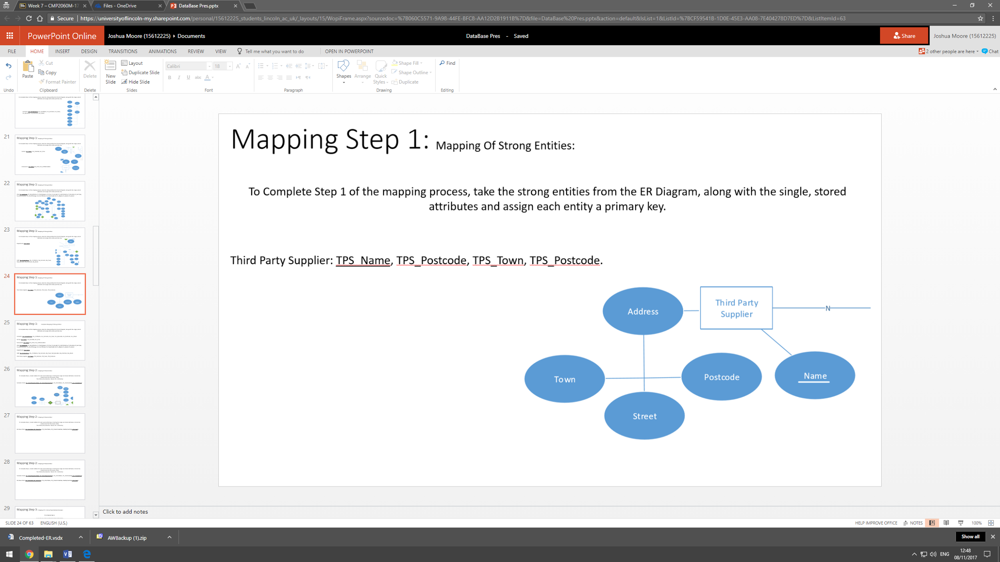 Week 7 – CMP2060M-17
Files - OneDrive
DataBase Pres.pptx
Secure
https://universityoflincoln-my.sharepoint.com/personal/15612225_students_lincoln_ac_uk/_layouts/15/WopiFrame.aspx?sourcedoc=%7B060C5571-9A98-44FE-BFC8-AA12D2B1911B%7D&file=DataBase%20Pres.pptx&action=default&IsList=1&ListId=%7BCF59541B-1D0E-45E3-AA08-7E404278D7ED%7D&ListItemId=63
PowerPoint Online
Joshua Moore (15612225) ▸ Documents
DataBase Pres - Saved
Share
Joshua Moore (15612225)
FILE HOME INSERT DESIGN TRANSITIONS ANIMATIONS REVIEW VIEW Tell me what you want to do OPEN IN POWERPOINT
2 other people are here
Chat
Paste Cut Copy Format Painter
Delete
New Slide Layout Duplicate Slide Hide Slide
Calibri 18
B I U abc A
Shapes Arrange Quick Styles Shape Fill Shape Outline Duplicate
Find
Undo Clipboard Delete Slides Font Paragraph Drawing Editing
21
Mapping Step 1:
22
Mapping Step 1:
23
Mapping Step 1:
24
Mapping Step 1:
25
Mapping Step 1:
26
Mapping Step 2:
27
Mapping Step 2:
28
Mapping Step 2:
29
Mapping Step 3:
Mapping Step 1: Mapping Of Strong Entities:
To Complete Step 1 of the mapping process, take the strong entities from the ER Diagram, along with the single, stored
attributes and assign each entity a primary key.
Third Party Supplier: TPS_Name, TPS_Postcode, TPS_Town, TPS_Postcode.
Address
Third Party
Supplier
N
Town
Postcode
Name
Street
Click to add notes
SLIDE 24 OF 63
ENGLISH (U.S.)
HELP IMPROVE OFFICE
NOTES
100%
Completed-ER.vsdx
AWBackup (1).zip
Show all
ENG
12:48
08/11/2017